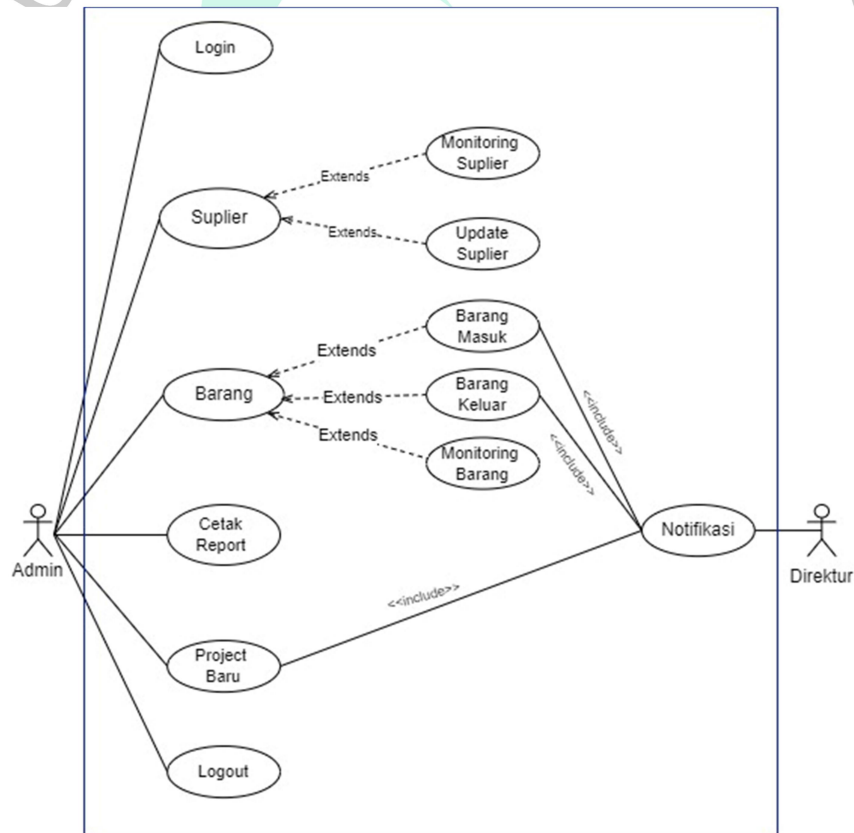 Login
Monitoring
Suplier
Extends
Suplier
Extends
Update
Suplier
Barang
Masuk
Extends
Barang
Extends
Barang
Keluar
<<include>>
Extends
Monitoring
Barang
<<include>>
Cetak
Report
Notifikasi
Admin
Direktur
<<include>>
Project
Baru
Logout